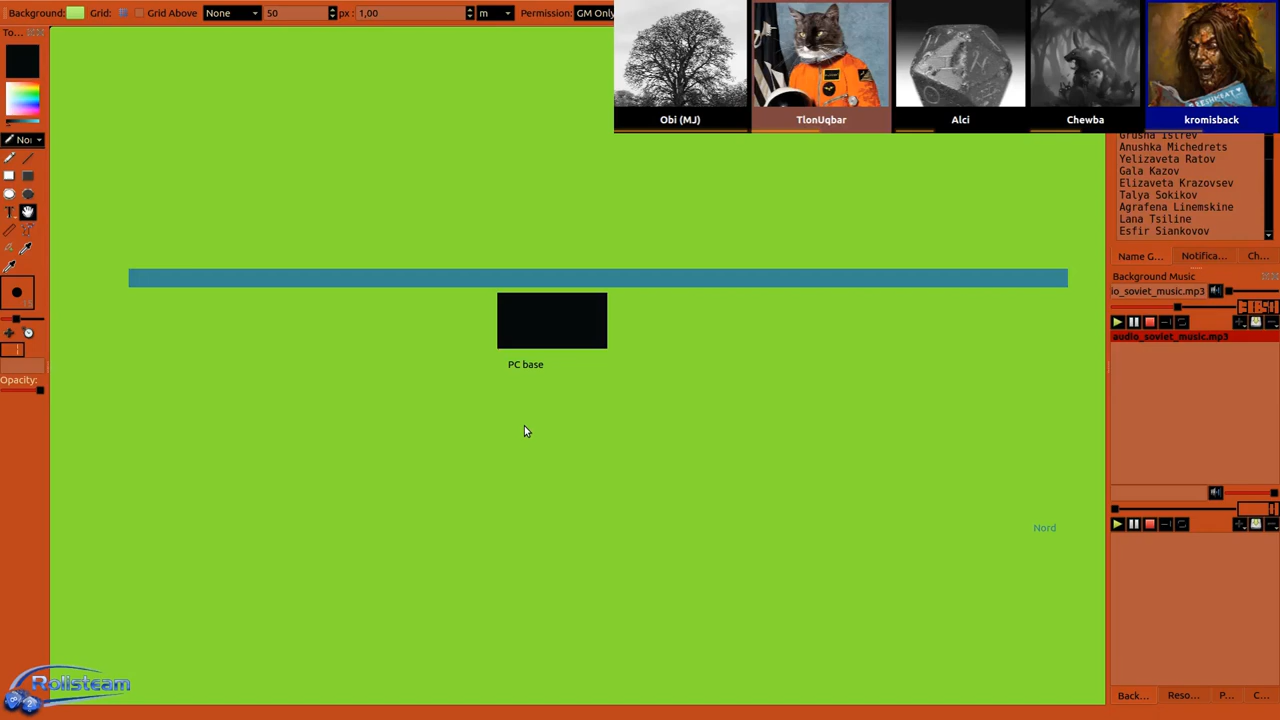 Background:
Grid:
Grid Above
None
50
px :
1,00
m
Permission:
GM Only
To...
Obi (MJ)
TlonUqbar
Alci
Chewba
kromisback
Grusha Istrev
Anushka Michedrets
Yelizaveta Ratov
Gala Kazov
Elizaveta Krazovsev
Talya Sokikov
Agrafena Linemskine
Lana Tsiline
Esfir Siankovov
Name G...
Notifica...
Ch...
Background Music
io_soviet_music.mp3
audio_soviet_music.mp3
PC base
Opacity:
Nord
Rolisteam
Back...
Reso...
P...
C...